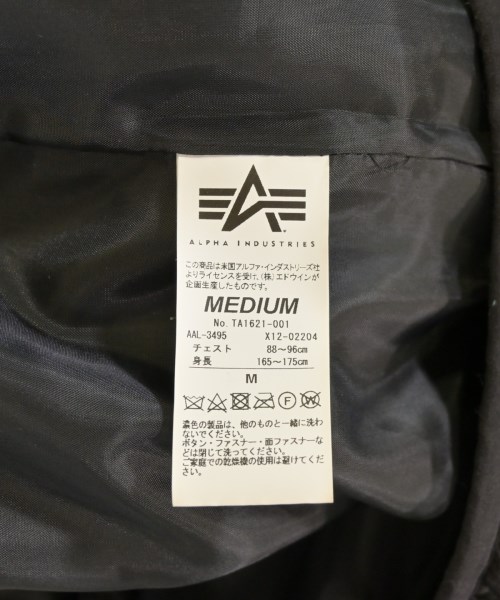 ALPHA INDUSTRIES
この商品は米国アルファ・インダストリーズ社
よりライセンスを受け、(株)エドウインが
企画生産したものです。
MEDIUM
No. TA1621-001
AAL-3495 X12-02204
チェスト 88～96cm
身長 165～175cm
M
F W
濃色の製品は、他のものと一緒に洗わ
ないでください。
ボタン・ファスナー・面ファスナーな
どは閉じて洗ってください。
ご家庭での乾燥機の使用は避けてくだ
さい。